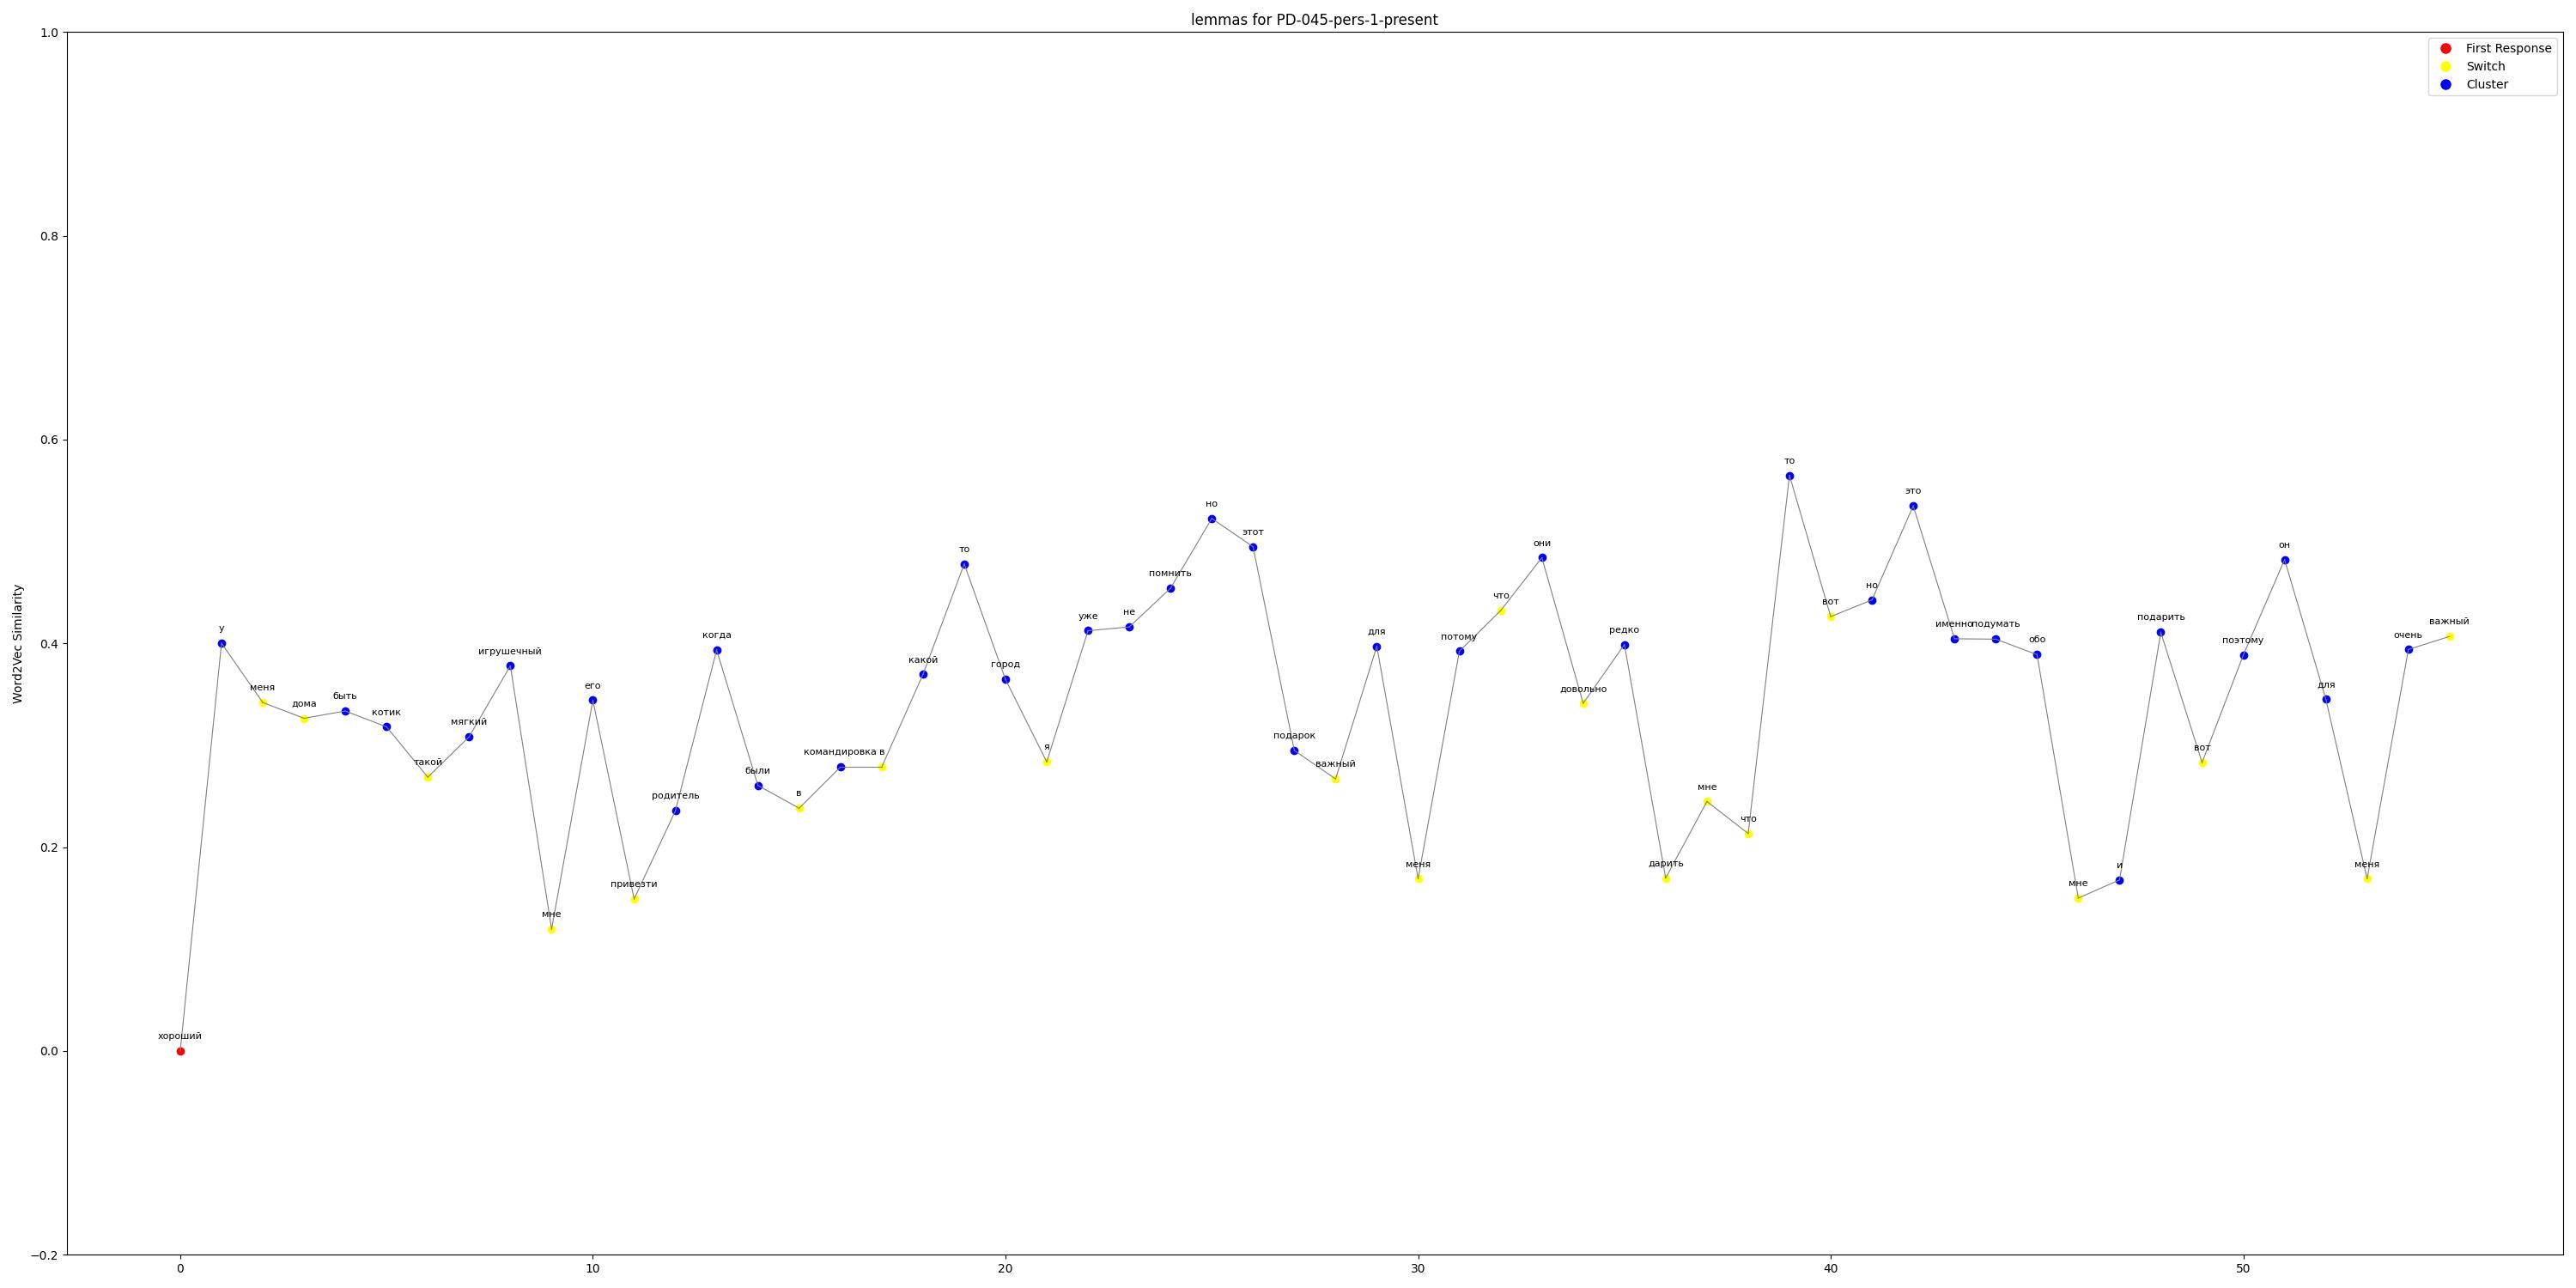 lemmas for PD-045-pers-1-present
1.0
0.8
0.6
0.4
0.2
0.0
−0.2
Word2Vec Similarity
First Response
Switch
Cluster
хороший
у
меня
дома
быть
котик
такой
мягкий
игрушечный
мне
его
привезти
родитель
когда
были
в
командировка
в
какой
то
город
я
уже
не
помнить
но
этот
подарок
важный
для
меня
потому
что
они
довольно
редко
дарить
мне
что
то
вот
но
это
именно
подумать
обо
мне
и
подарить
вот
поэтому
он
для
меня
очень
важный
0
10
20
30
40
50